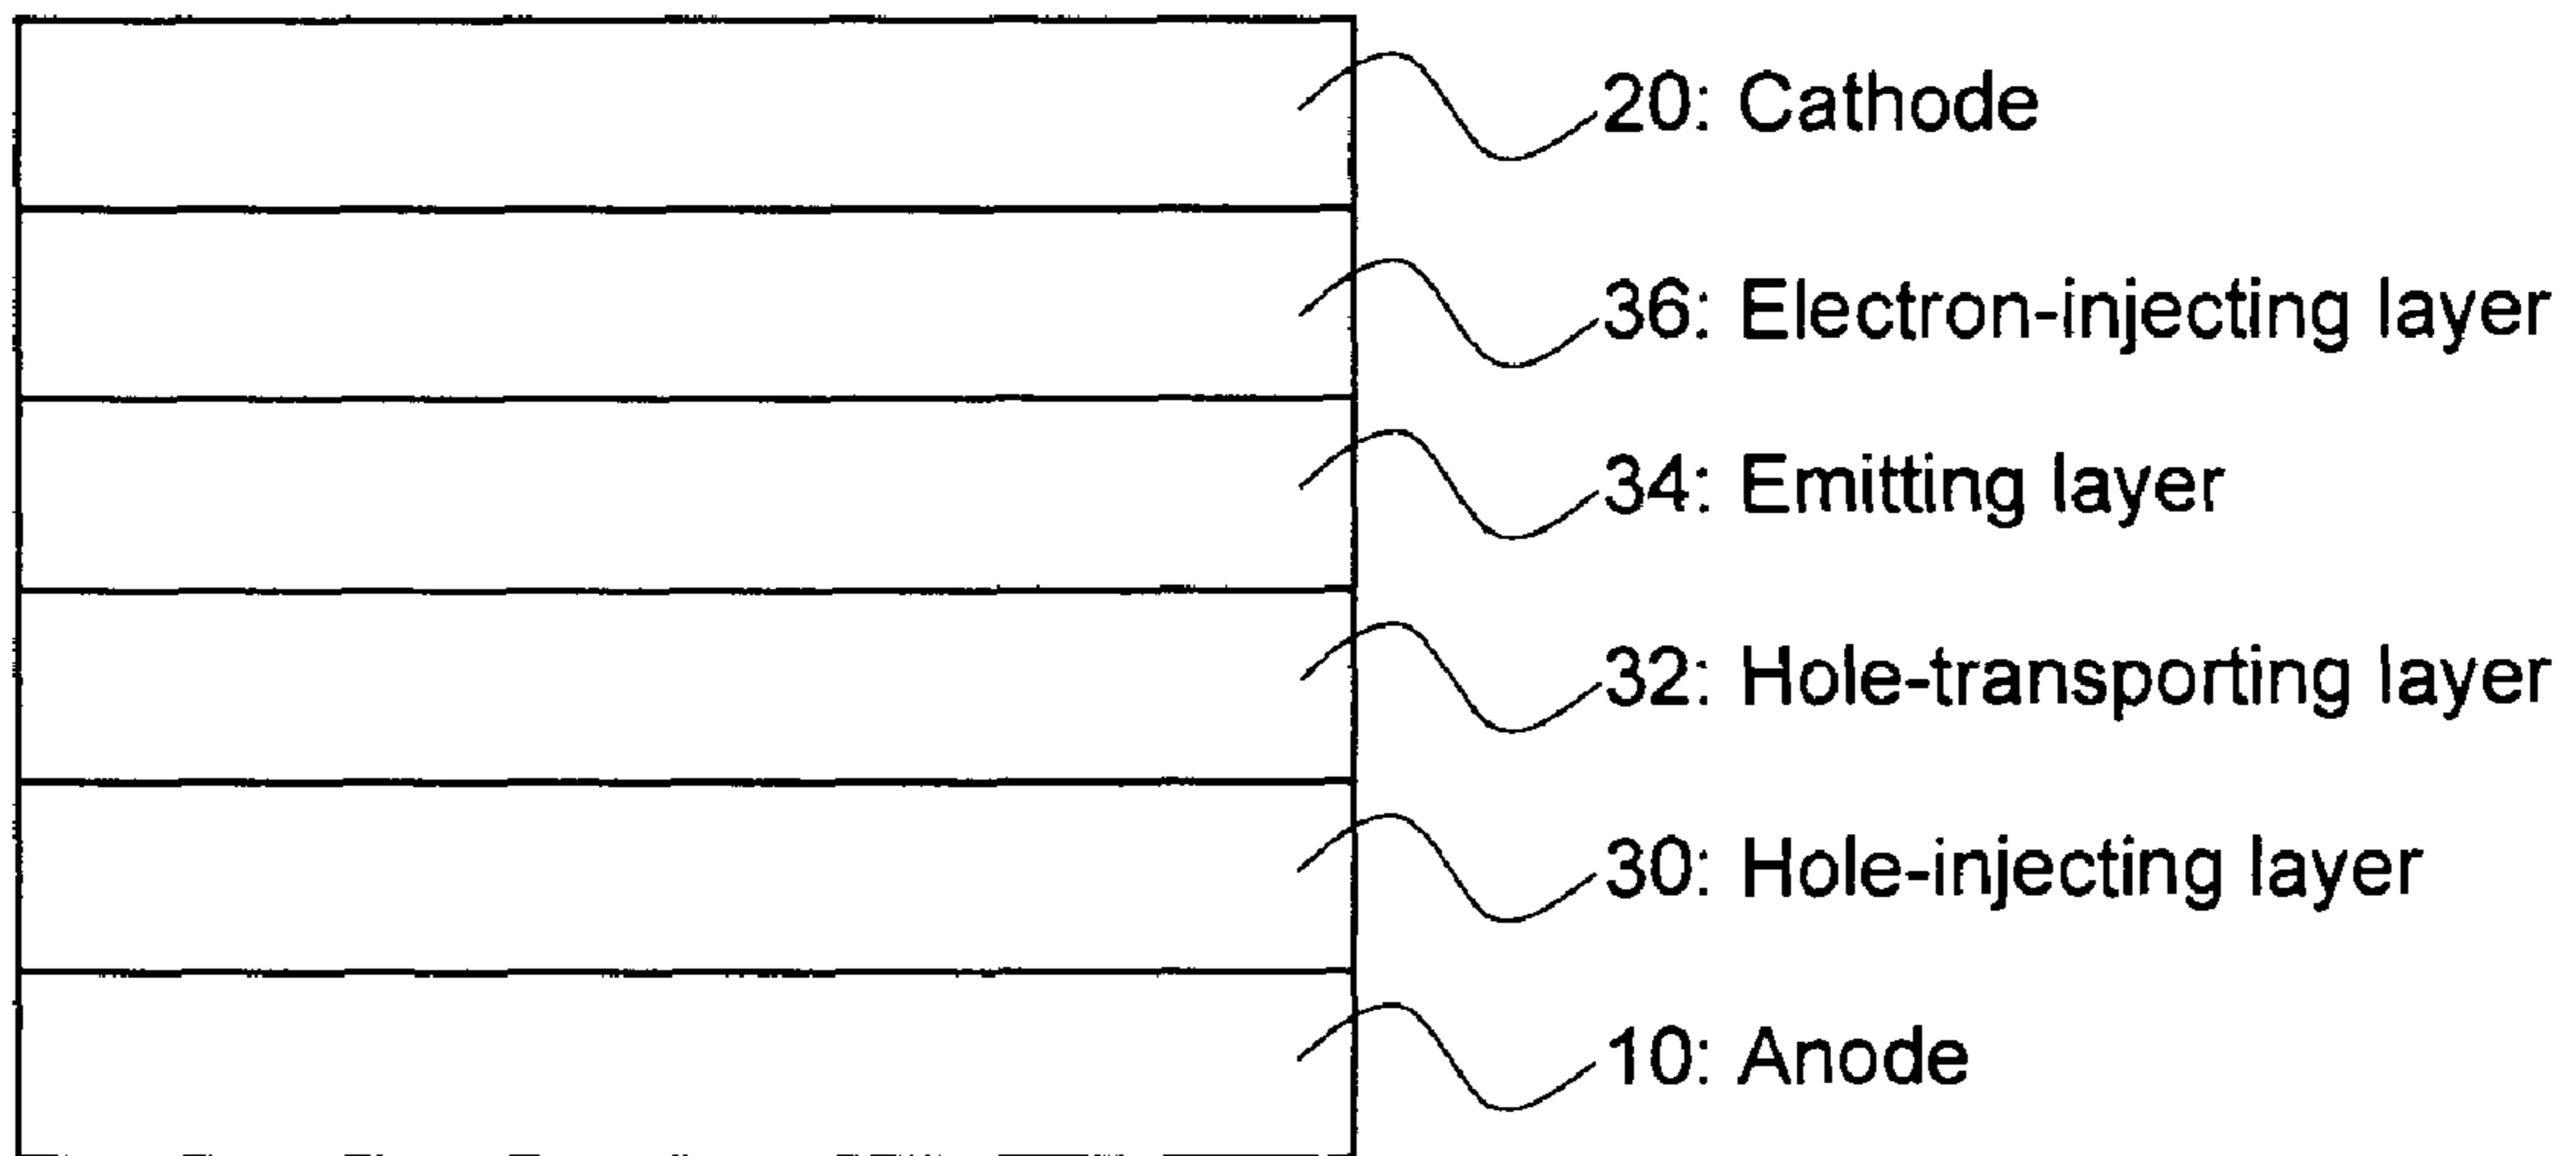 20: Cathode
36: Electron-injecting layer
34: Emitting layer
32: Hole-transporting layer
30: Hole-injecting layer
10: Anode